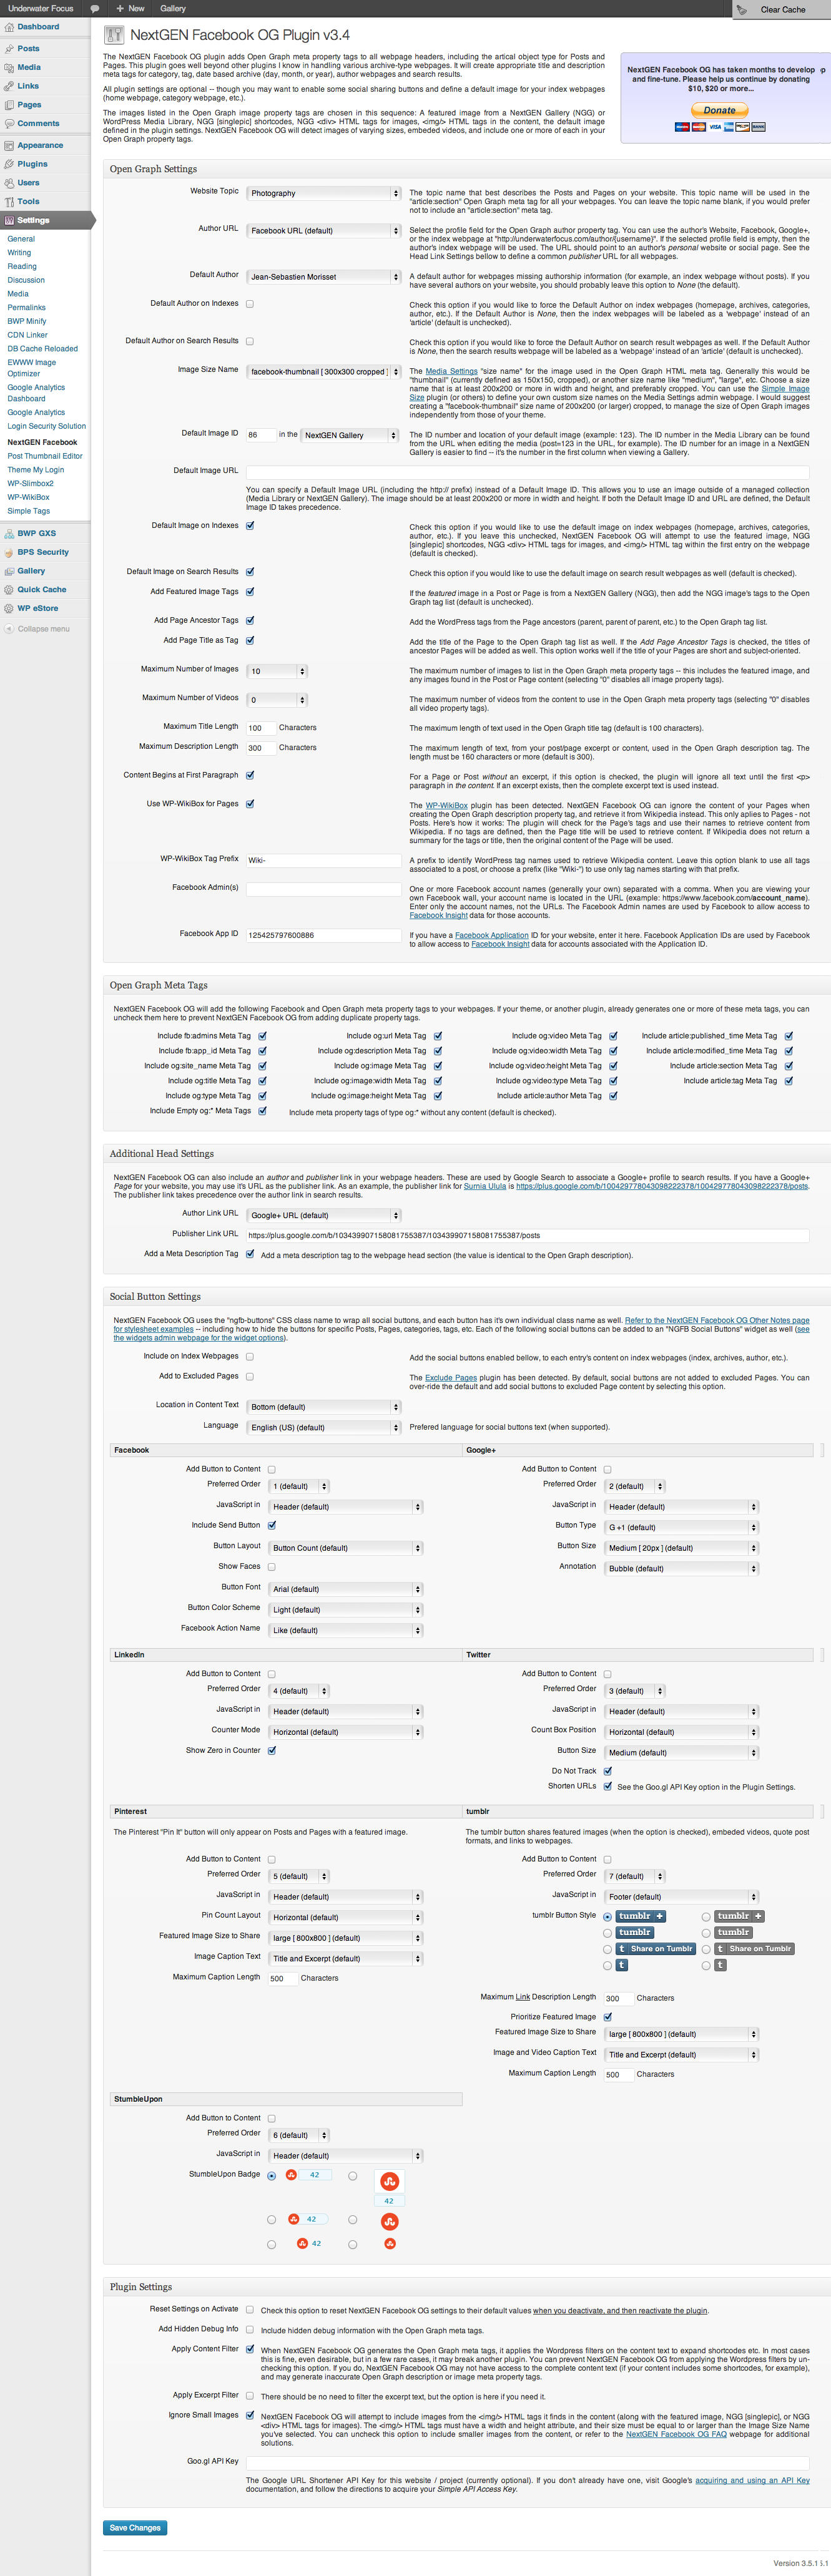 Underwater Focus
+ New
Gallery
Clear Cache
Dashboard
Posts
Media
Links
Pages
Comments
Appearance
Plugins
Users
Tools
Settings
General
Writing
Reading
Discussion
Media
Permalinks
BWP Minify
CDN Linker
DB Cache Reloaded
EWWW Image
Optimizer
Google Analytics
Dashboard
Google Analytics
Login Security Solution
NextGEN Facebook
Post Thumbnail Editor
Theme My Login
WP-Slimbox2
WP-WikiBox
Simple Tags
BWP GXS
BPS Security
Gallery
Quick Cache
WP eStore
Collapse menu
NextGEN Facebook OG Plugin v3.4
The NextGEN Facebook OG plugin adds Open Graph meta property tags to all webpage headers, including the artical object type for Posts and
Pages. This plugin goes well beyond other plugins I know in handling various archive-type webpages. It will create appropriate title and description
meta tags for category, tag, date based archive (day, month, or year), author webpages and search results.
All plugin settings are optional -- though you may want to enable some social sharing buttons and define a default image for your index webpages
(home webpage, category webpage, etc.).
The images listed in the Open Graph image property tags are chosen in this sequence: A featured image from a NextGEN Gallery (NGG) or
WordPress Media Library, NGG [singlepic] shortcodes, NGG <div> HTML tags for images, <img/> HTML tags in the content, the default image
defined in the plugin settings. NextGEN Facebook OG will detect images of varying sizes, embeded videos, and include one or more of each in your
Open Graph property tags.
NextGEN Facebook OG has taken months to develop
and fine-tune. Please help us continue by donating
$10, $20 or more...
Donate
VISA
Open Graph Settings
Website Topic Photography
The topic name that best describes the Posts and Pages on your website. This topic name will be used in the
"article:section" Open Graph meta tag for all your webpages. You can leave the topic name blank, if you would prefer
not to include an "article:section" meta tag.
Author URL Facebook URL (default)
Select the profile field for the Open Graph author property tag. You can use the author's Website, Facebook, Google+,
or the index webpage at "http://underwaterfocus.com/author/{username}". If the selected profile field is empty, then the
author's index webpage will be used. The URL should point to an author's personal website or social page. See the
Head Link Settings bellow to define a common publisher URL for all webpages.
Default Author Jean-Sebastien Morisset
A default author for webpages missing authorship information (for example, an index webpage without posts). If you
have several authors on your website, you should probably leave this option to None (the default).
Default Author on Indexes
Check this option if you would like to force the Default Author on index webpages (homepage, archives, categories,
author, etc.). If the Default Author is None, then the index webpages will be labeled as a 'webpage' instead of an
'article' (default is unchecked).
Default Author on Search Results
Check this option if you would like to force the Default Author on search result webpages as well. If the Default Author
is None, then the search results webpage will be labeled as a 'webpage' instead of an 'article' (default is unchecked).
Image Size Name facebook-thumbnail [ 300x300 cropped ]
The Media Settings "size name" for the image used in the Open Graph HTML meta tag. Generally this would be
"thumbnail" (currently defined as 150x150, cropped), or another size name like "medium", "large", etc. Choose a size
name that is at least 200x200 or more in width and height, and preferably cropped. You can use the Simple Image
Size plugin (or others) to define your own custom size names on the Media Settings admin webpage. I would suggest
creating a "facebook-thumbnail" size name of 200x200 (or larger) cropped, to manage the size of Open Graph images
independently from those of your theme.
Default Image ID 86 in the NextGEN Gallery
The ID number and location of your default image (example: 123). The ID number in the Media Library can be found
from the URL when editing the media (post=123 in the URL, for example). The ID number for an image in a NextGEN
Gallery is easier to find -- it's the number in the first column when viewing a Gallery.
Default Image URL
You can specify a Default Image URL (including the http:// prefix) instead of a Default Image ID. This allows you to use an image outside of a managed collection
(Media Library or NextGEN Gallery). The image should be at least 200x200 or more in width and height. If both the Default Image ID and URL are defined, the Default
Image ID takes precedence.
Default Image on Indexes
Check this option if you would like to use the default image on index webpages (homepage, archives, categories,
author, etc.). If you leave this unchecked, NextGEN Facebook OG will attempt to use the featured image, NGG
[singlepic] shortcodes, NGG <div> HTML tags for images, and <img/> HTML tag within the first entry on the webpage
(default is checked).
Default Image on Search Results
Check this option if you would like to use the default image on search result webpages as well (default is checked).
Add Featured Image Tags
If the featured image in a Post or Page is from a NextGEN Gallery (NGG), then add the NGG image's tags to the Open
Graph tag list (default is unchecked).
Add Page Ancestor Tags
Add the WordPress tags from the Page ancestors (parent, parent of parent, etc.) to the Open Graph tag list.
Add Page Title as Tag
Add the title of the Page to the Open Graph tag list as well. If the Add Page Ancestor Tags is checked, the titles of
ancestor Pages will be added as well. This option works well if the title of your Pages are short and subject-oriented.
Maximum Number of Images 10
The maximum number of images to list in the Open Graph meta property tags -- this includes the featured image, and
any images found in the Post or Page content (selecting "0" disables all image property tags).
Maximum Number of Videos 0
The maximum number of videos from the content to use in the Open Graph meta property tags (selecting "0" disables
all video property tags).
Maximum Title Length 100 Characters
The maximum length of text used in the Open Graph title tag (default is 100 characters).
Maximum Description Length 300 Characters
The maximum length of text, from your post/page excerpt or content, used in the Open Graph description tag. The
length must be 160 characters or more (default is 300).
Content Begins at First Paragraph
For a Page or Post without an excerpt, if this option is checked, the plugin will ignore all text until the first <p>
paragraph in the content. If an excerpt exists, then the complete excerpt text is used instead.
Use WP-WikiBox for Pages
The WP-WikiBox plugin has been detected. NextGEN Facebook OG can ignore the content of your Pages when
creating the Open Graph description property tag, and retrieve it from Wikipedia instead. This only aplies to Pages - not
Posts. Here's how it works: The plugin will check for the Page's tags and use their names to retrieve content from
Wikipedia. If no tags are defined, then the Page title will be used to retrieve content. If Wikipedia does not return a
summary for the tags or title, then the original content of the Page will be used.
WP-WikiBox Tag Prefix Wiki-
A prefix to identify WordPress tag names used to retrieve Wikipedia content. Leave this option blank to use all tags
associated to a post, or choose a prefix (like "Wiki-") to use only tag names starting with that prefix.
Facebook Admin(s)
One or more Facebook account names (generally your own) separated with a comma. When you are viewing your
own Facebook wall, your account name is located in the URL (example: https://www.facebook.com/account_name).
Enter only the account names, not the URLs. The Facebook Admin names are used by Facebook to allow access to
Facebook Insight data for those accounts.
Facebook App ID 125425797600886
If you have a Facebook Application ID for your website, enter it here. Facebook Application IDs are used by Facebook
to allow access to Facebook Insight data for accounts associated with the Application ID.
Open Graph Meta Tags
NextGEN Facebook OG will add the following Facebook and Open Graph meta property tags to your webpages. If your theme, or another plugin, already generates one or more of these meta tags, you can
uncheck them here to prevent NextGEN Facebook OG from adding duplicate property tags.
Include fb:admins Meta Tag Include og:url Meta Tag Include og:video Meta Tag Include article:published_time Meta Tag
Include fb:app_id Meta Tag Include og:description Meta Tag Include og:video:width Meta Tag Include article:modified_time Meta Tag
Include og:site_name Meta Tag Include og:image Meta Tag Include og:video:height Meta Tag Include article:section Meta Tag
Include og:title Meta Tag Include og:image:width Meta Tag Include og:video:type Meta Tag Include article:tag Meta Tag
Include og:type Meta Tag Include og:image:height Meta Tag Include article:author Meta Tag
Include Empty og:* Meta Tags Include meta property tags of type og:* without any content (default is checked).
Additional Head Settings
NextGEN Facebook OG can also include an author and publisher link in your webpage headers. These are used by Google Search to associate a Google+ profile to search results. If you have a Google+
Page for your website, you may use it's URL as the publisher link. As an example, the publisher link for Surnia Ulula is https://plus.google.com/b/100429778043098222378/100429778043098222378/posts.
The publisher link takes precedence over the author link in search results.
Author Link URL Google+ URL (default)
Publisher Link URL https://plus.google.com/b/103439907158081755387/103439907158081755387/posts
Add a Meta Description Tag Add a meta description tag to the webpage head section (the value is identical to the Open Graph description).
Social Button Settings
NextGEN Facebook OG uses the "ngfb-buttons" CSS class name to wrap all social buttons, and each button has it's own individual class name as well. Refer to the NextGEN Facebook OG Other Notes page
for stylesheet examples -- including how to hide the buttons for specific Posts, Pages, categories, tags, etc. Each of the following social buttons can be added to an "NGFB Social Buttons" widget as well (see
the widgets admin webpage for the widget options).
Include on Index Webpages
Add the social buttons enabled bellow, to each entry's content on index webpages (index, archives, author, etc.).
Add to Excluded Pages
The Exclude Pages plugin has been detected. By default, social buttons are not added to excluded Pages. You can
over-ride the default and add social buttons to excluded Page content by selecting this option.
Location in Content Text Bottom (default)
Language English (US) (default) Prefered language for social buttons text (when supported).
Facebook
Add Button to Content
Preferred Order 1 (default)
JavaScript in Header (default)
Include Send Button
Button Layout Button Count (default)
Show Faces
Button Font Arial (default)
Button Color Scheme Light (default)
Facebook Action Name Like (default)
Google+
Add Button to Content
Preferred Order 2 (default)
JavaScript in Header (default)
Button Type G +1 (default)
Button Size Medium [ 20px ] (default)
Annotation Bubble (default)
LinkedIn
Add Button to Content
Preferred Order 4 (default)
JavaScript in Header (default)
Counter Mode Horizontal (default)
Show Zero in Counter
Twitter
Add Button to Content
Preferred Order 3 (default)
JavaScript in Header (default)
Count Box Position Horizontal (default)
Button Size Medium (default)
Do Not Track
Shorten URLs See the Goo.gl API Key option in the Plugin Settings.
Pinterest
The Pinterest "Pin It" button will only appear on Posts and Pages with a featured image.
Add Button to Content
Preferred Order 5 (default)
JavaScript in Header (default)
Pin Count Layout Horizontal (default)
Featured Image Size to Share large [ 800x800 ] (default)
Image Caption Text Title and Excerpt (default)
Maximum Caption Length 500 Characters
tumblr
The tumblr button shares featured images (when the option is checked), embeded videos, quote post
formats, and links to webpages.
Add Button to Content
Preferred Order 7 (default)
JavaScript in Footer (default)
tumblr Button Style tumblr + tumblr +
tumblr tumblr
t Share on Tumblr t Share on Tumblr
t t
Maximum Link Description Length 300 Characters
Prioritize Featured Image
Featured Image Size to Share large [ 800x800 ] (default)
Image and Video Caption Text Title and Excerpt (default)
Maximum Caption Length 500 Characters
StumbleUpon
Add Button to Content
Preferred Order 6 (default)
JavaScript in Header (default)
StumbleUpon Badge 42
42
42
42
Plugin Settings
Reset Settings on Activate Check this option to reset NextGEN Facebook OG settings to their default values when you deactivate, and then reactivate the plugin.
Add Hidden Debug Info Include hidden debug information with the Open Graph meta tags.
Apply Content Filter When NextGEN Facebook OG generates the Open Graph meta tags, it applies the Wordpress filters on the content text to expand shortcodes etc. In most cases
this is fine, even desirable, but in a few rare cases, it may break another plugin. You can prevent NextGEN Facebook OG from applying the Wordpress filters by un-
checking this option. If you do, NextGEN Facebook OG may not have access to the complete content text (if your content includes some shortcodes, for example),
and may generate inaccurate Open Graph description or image meta property tags.
Apply Excerpt Filter There should be no need to filter the excerpt text, but the option is here if you need it.
Ignore Small Images NextGEN Facebook OG will attempt to include images from the <img/> HTML tags it finds in the content (along with the featured image, NGG [singlepic], or NGG
<div> HTML tags for images). The <img/> HTML tags must have a width and height attribute, and their size must be equal to or larger than the Image Size Name
you've selected. You can uncheck this option to include smaller images from the content, or refer to the NextGEN Facebook OG FAQ webpage for additional
solutions.
Goo.gl API Key
The Google URL Shortener API Key for this website / project (currently optional). If you don't already have one, visit Google's acquiring and using an API Key
documentation, and follow the directions to acquire your Simple API Access Key.
Save Changes
Version 3.5.1